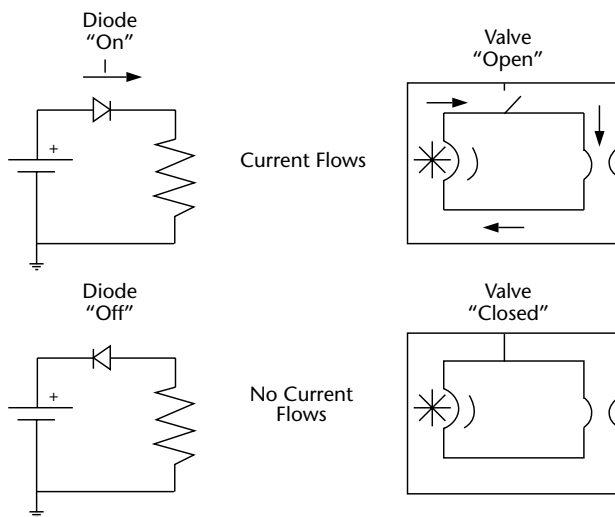 Diode
“On”
I
+
Valve
“Open”
Current Flows
Diode
“Off”
+
Valve
“Closed”
No Current
Flows